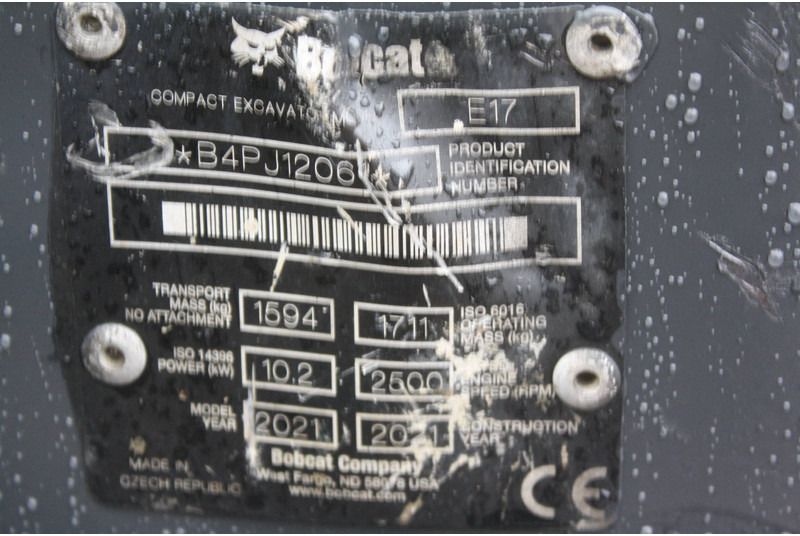 Bobcat
COMPACT EXCAVATOR
E17
*B4PJ1206
PRODUCT
IDENTIFICATION
NUMBER
TRANSPORT
MASS (kg)
NO ATTACHMENT
1594
1711
ISO 6016
OPERATING
MASS (kg)
ISO 14396
POWER (kW)
10.2
2500
ENGINE
SPEED (RPM)
MODEL
YEAR
2021
2021
CONSTRUCTION
YEAR
Bobcat Company
West Fargo, ND 58078 USA
www.bobcat.com
MADE IN
CZECH REPUBLIC
CE